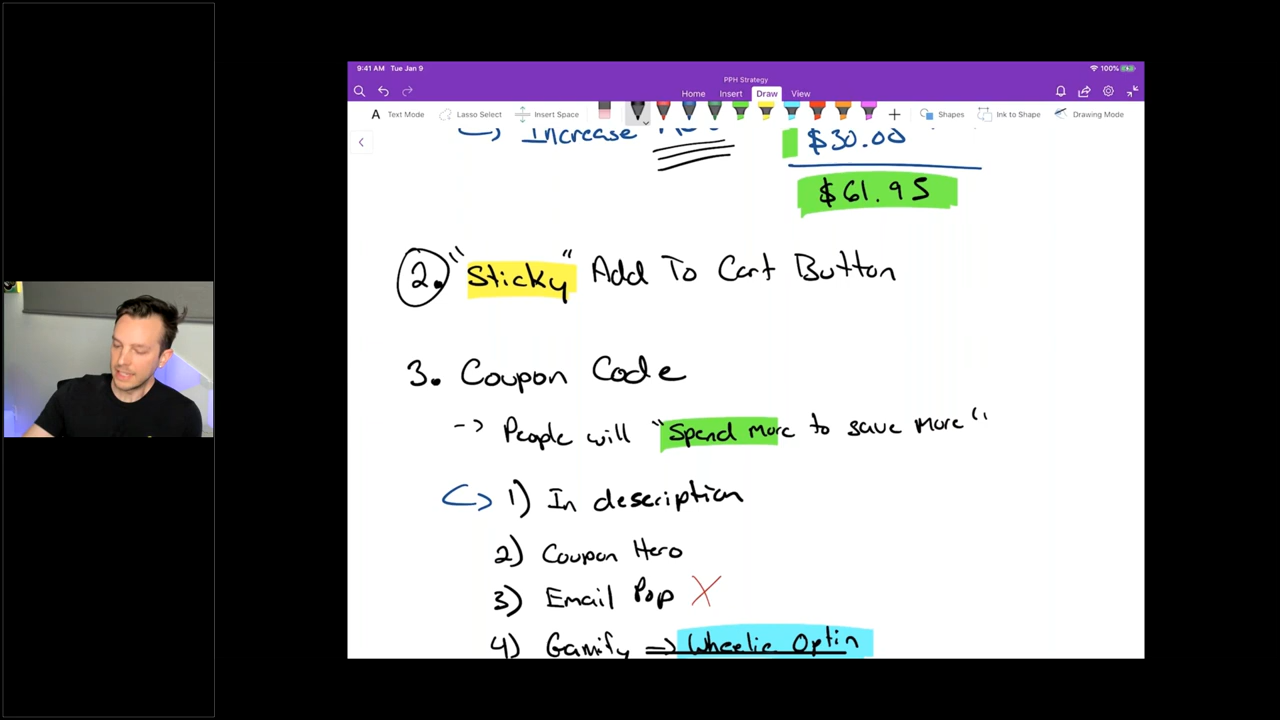 9:41 AM Tue Jan 9
100%
PPH Strategy
Home Insert Draw View
A Text Mode Lasso Select Insert Space Shapes Ink to Shape Drawing Mode
Increase
$30.00
$61.95
2. "Sticky" Add To Cart Button
3. Coupon Code
-> People will "Spend more to save more"
1) In description
2) Coupon Hero
3) Email Pop X
4) Gamify => Wheelie Optin